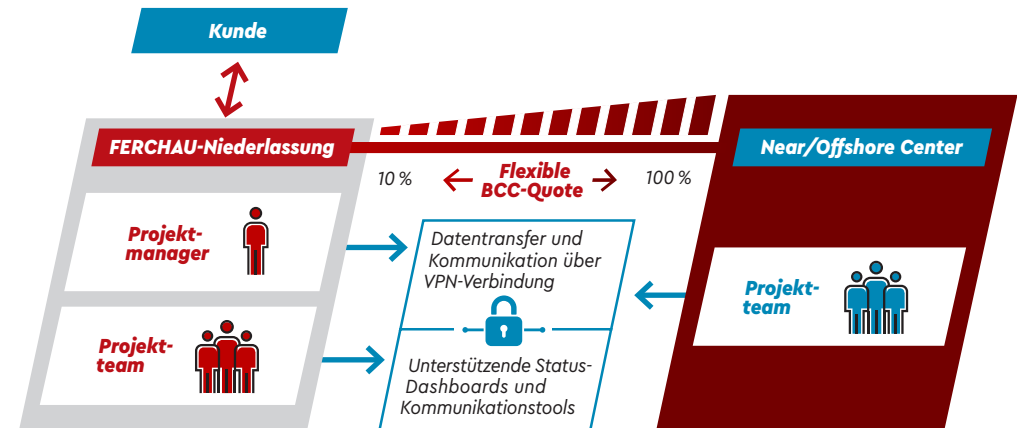 Kunde
FERCHAU-Niederlassung
Near/Offshore Center
10 %
Flexible
BCC-Quote
100 %
Projekt-
manager
Datentransfer und
Kommunikation über
VPN-Verbindung
Projekt-
team
Projekt-
team
Unterstützende Status-
Dashboards und
Kommunikationstools